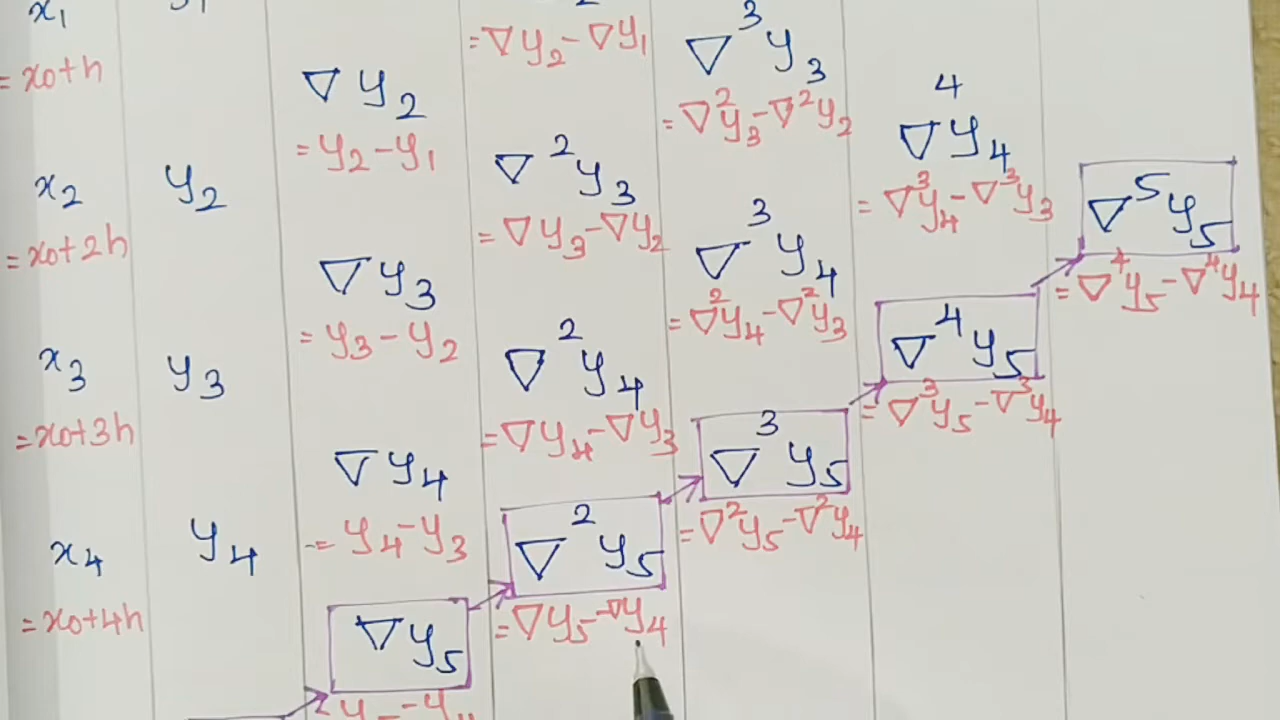 x₁
= x₀+h
∇y₂
= y₂-y₁
= ∇y₂-∇y₁
∇³y₃
= ∇²y₃-∇²y₂
∇⁴y₄
= ∇³y₄-∇³y₃
∇⁵y₅
= ∇⁴y₅-∇⁴y₄
x₂
= x₀+2h
y₂
∇²y₃
= ∇y₃-∇y₂
∇y₃
= y₃-y₂
∇³y₄
= ∇²y₄-∇²y₃
∇⁴y₅
= ∇³y₅-∇³y₄
x₃
= x₀+3h
y₃
∇²y₄
= ∇y₄-∇y₃
∇y₄
= y₄-y₃
∇³y₅
= ∇²y₅-∇²y₄
x₄
= x₀+4h
y₄
∇²y₅
= ∇y₅-∇y₄
∇y₅